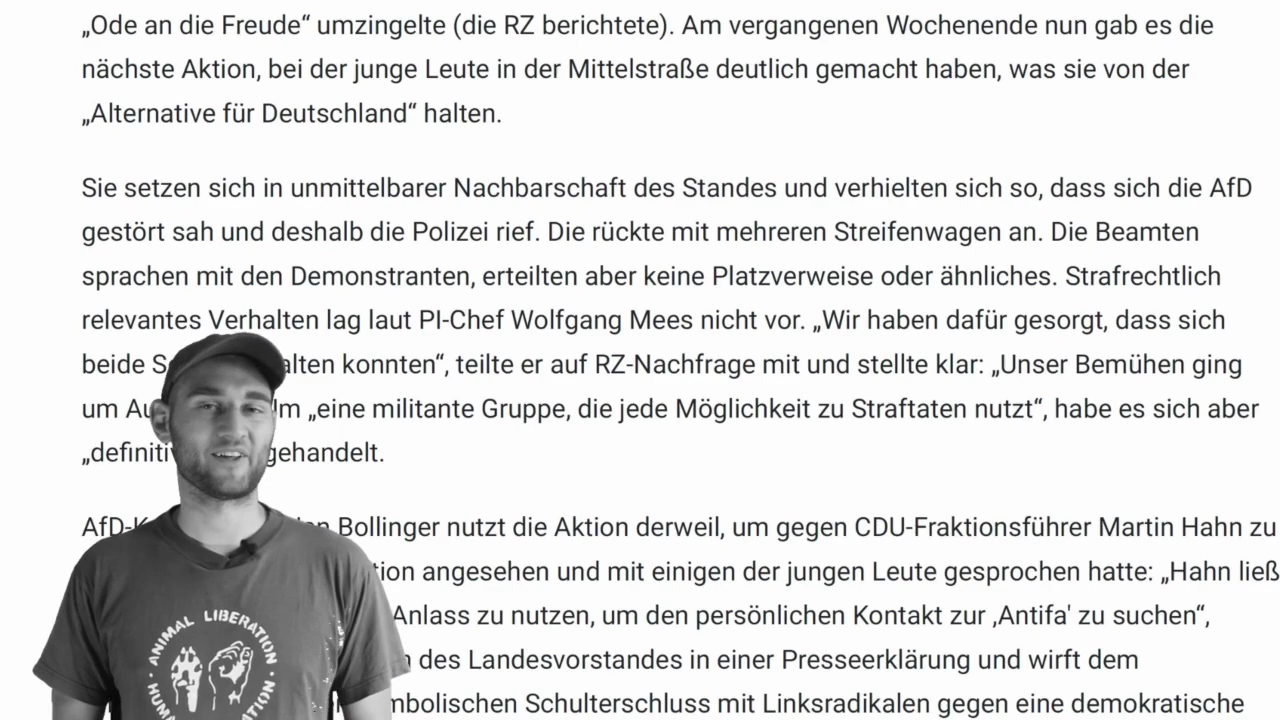 „Ode an die Freude“ umzingelte (die RZ berichtete). Am vergangenen Wochenende nun gab es die
nächste Aktion, bei der junge Leute in der Mittelstraße deutlich gemacht haben, was sie von der
„Alternative für Deutschland“ halten.
Sie setzen sich in unmittelbarer Nachbarschaft des Standes und verhielten sich so, dass sich die AfD
gestört sah und deshalb die Polizei rief. Die rückte mit mehreren Streifenwagen an. Die Beamten
sprachen mit den Demonstranten, erteilten aber keine Platzverweise oder ähnliches. Strafrechtlich
relevantes Verhalten lag laut PI-Chef Wolfgang Mees nicht vor. „Wir haben dafür gesorgt, dass sich
beide konnten“, teilte er auf RZ-Nachfrage mit und stellte klar: „Unser Bemühen ging
um „eine militante Gruppe, die jede Möglichkeit zu Straftaten nutzt“, habe es sich aber
gehandelt.
Bollinger nutzt die Aktion derweil, um gegen CDU-Fraktionsführer Martin Hahn zu
angesehen und mit einigen der jungen Leute gesprochen hatte: „Hahn ließ
Anlass zu nutzen, um den persönlichen Kontakt zur ‚Antifa' zu suchen“,
des Landesvorstandes in einer Presseerklärung und wirft dem
Schulterschluss mit Linksradikalen gegen eine demokratische
ANIMAL LIBERATION